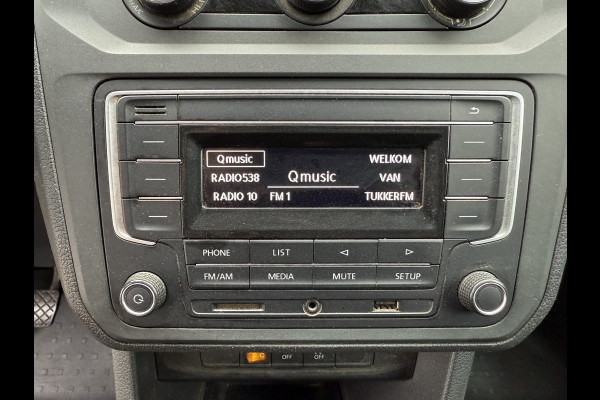 Qmusic
WELKOM
RADIO538
Qmusic
VAN
RADIO 10
FM 1
TUKKERFM
PHONE
LIST
FM/AM
MEDIA
MUTE
SETUP
OFF
OFF